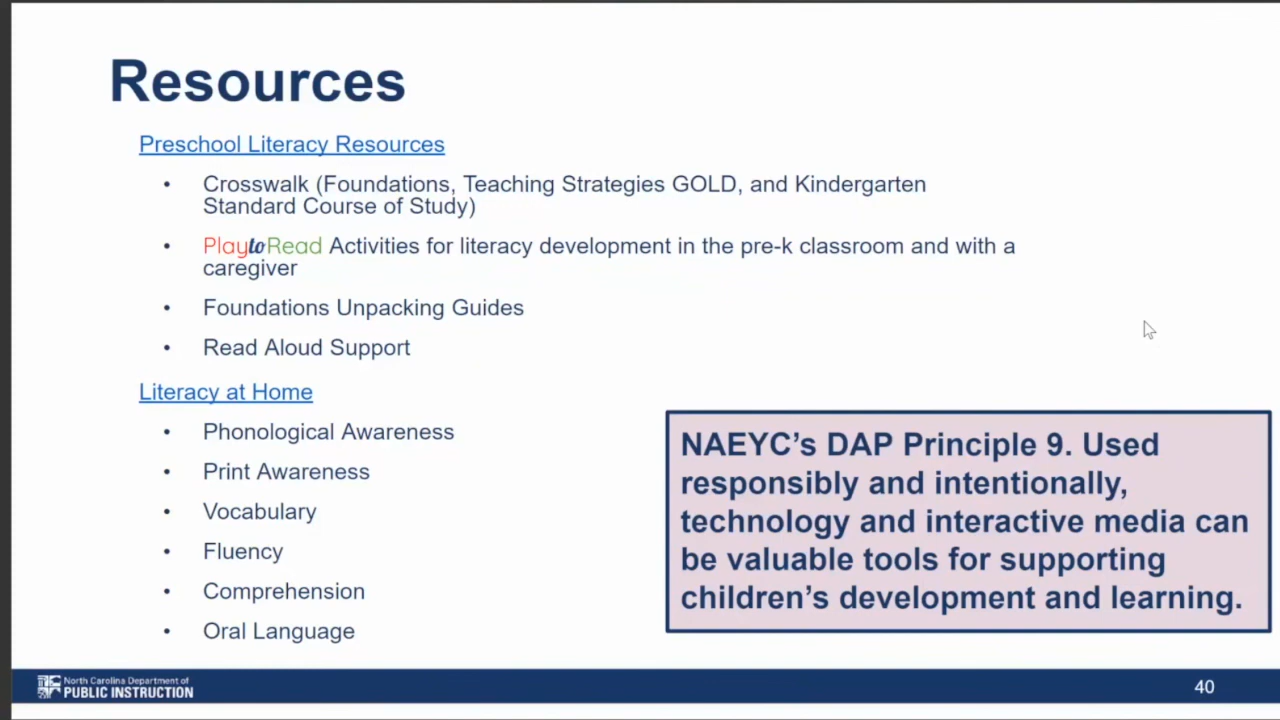 Resources
Preschool Literacy Resources
• Crosswalk (Foundations, Teaching Strategies GOLD, and Kindergarten
Standard Course of Study)
• PlaytoRead Activities for literacy development in the pre-k classroom and with a
caregiver
• Foundations Unpacking Guides
• Read Aloud Support
Literacy at Home
• Phonological Awareness
• Print Awareness
• Vocabulary
• Fluency
• Comprehension
• Oral Language
NAEYC’s DAP Principle 9. Used
responsibly and intentionally,
technology and interactive media can
be valuable tools for supporting
children’s development and learning.
North Carolina Department of
PUBLIC INSTRUCTION
40